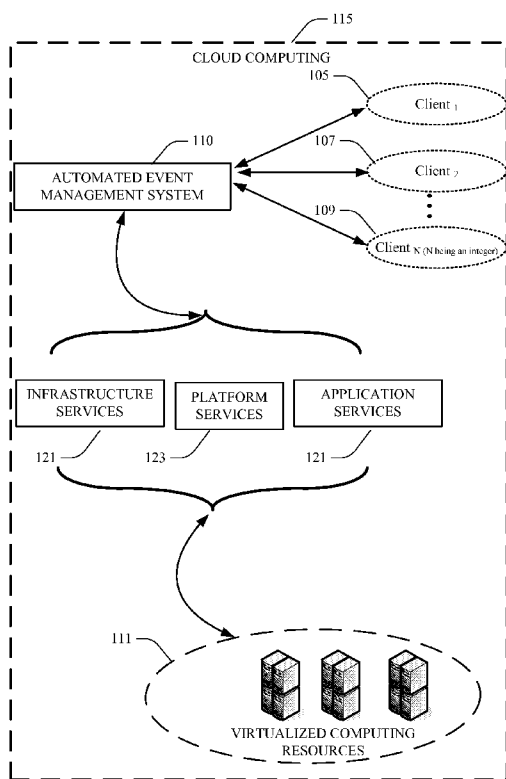 115
CLOUD COMPUTING
105
Client 1
110
107
AUTOMATED EVENT
MANAGEMENT SYSTEM
Client 2
109
Client N (N being an integer)
INFRASTRUCTURE
SERVICES
PLATFORM
SERVICES
APPLICATION
SERVICES
121
123
121
111
VIRTUALIZED COMPUTING
RESOURCES